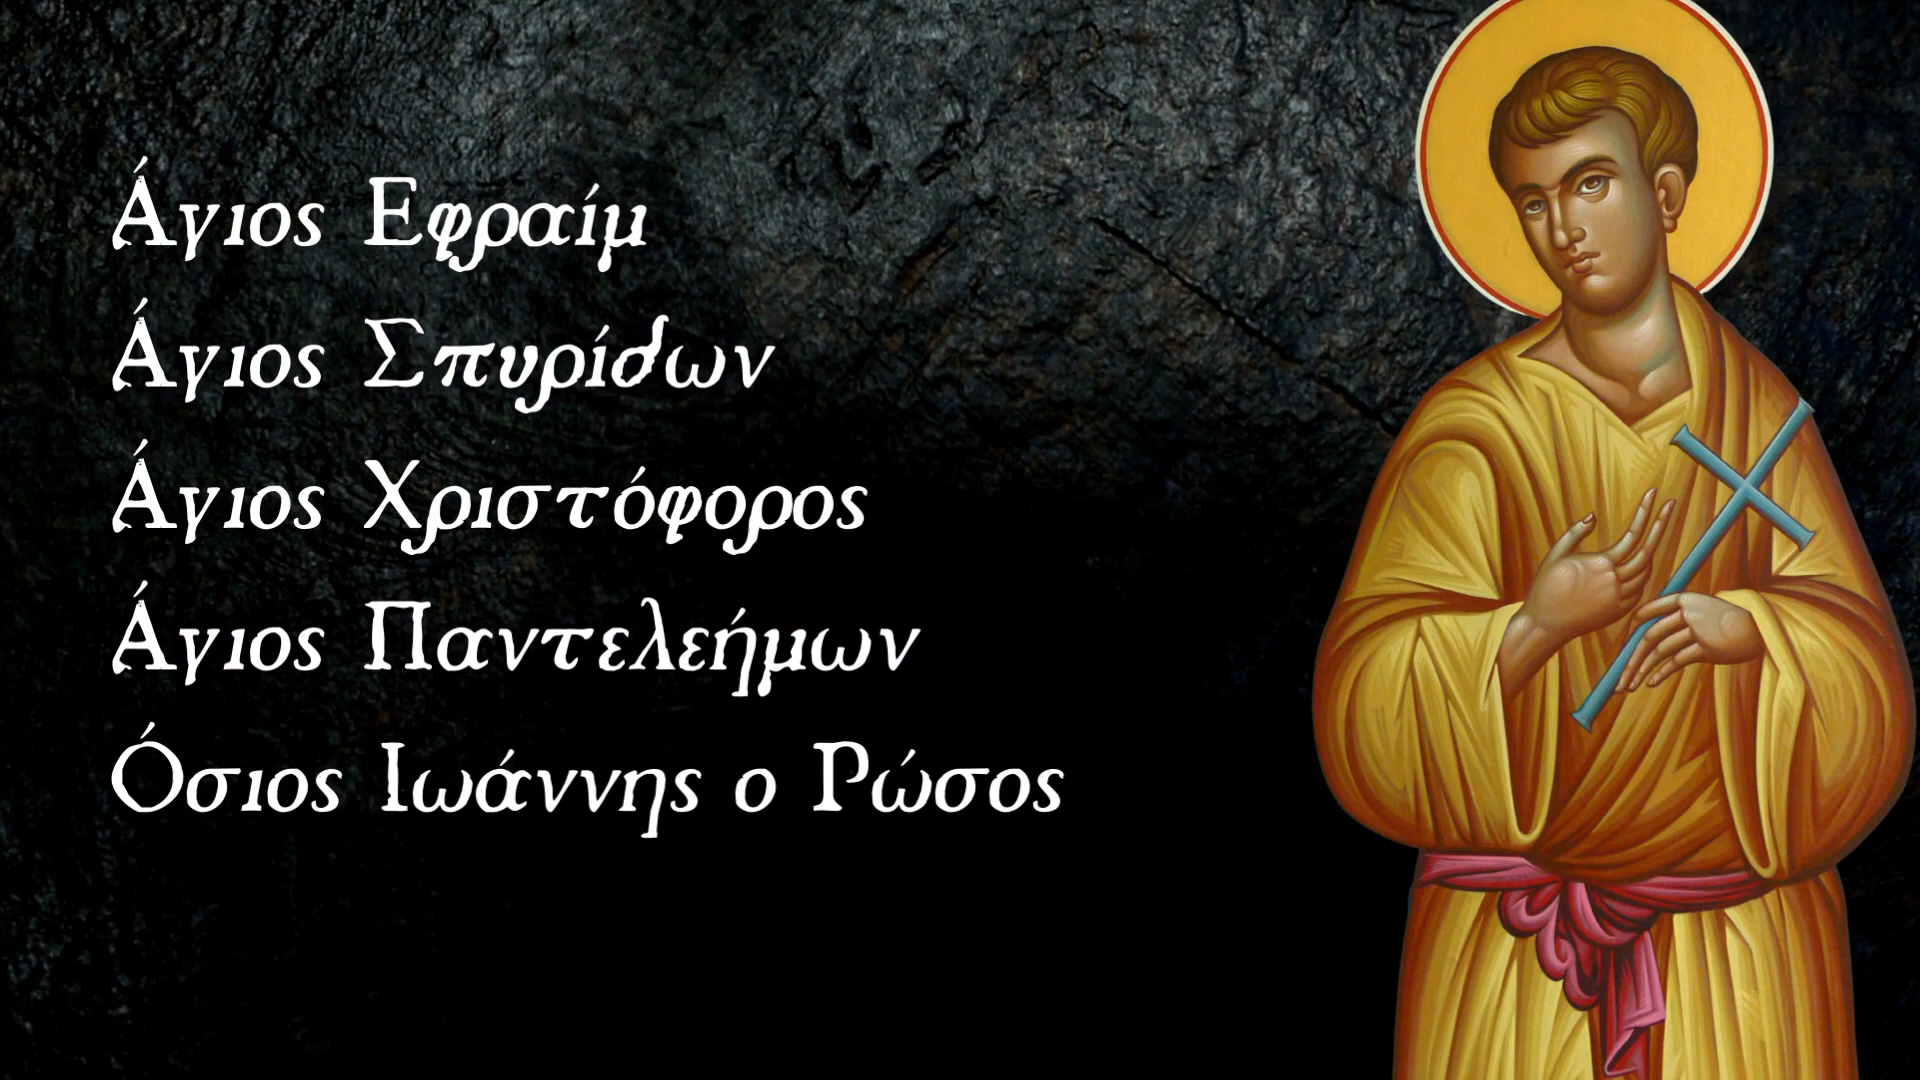 Άγιος Εφραίμ
Άγιος Σπυρίδων
Άγιος Χριστόφορος
Άγιος Παντελεήμων
Όσιος Ιωάννης ο Ρώσος